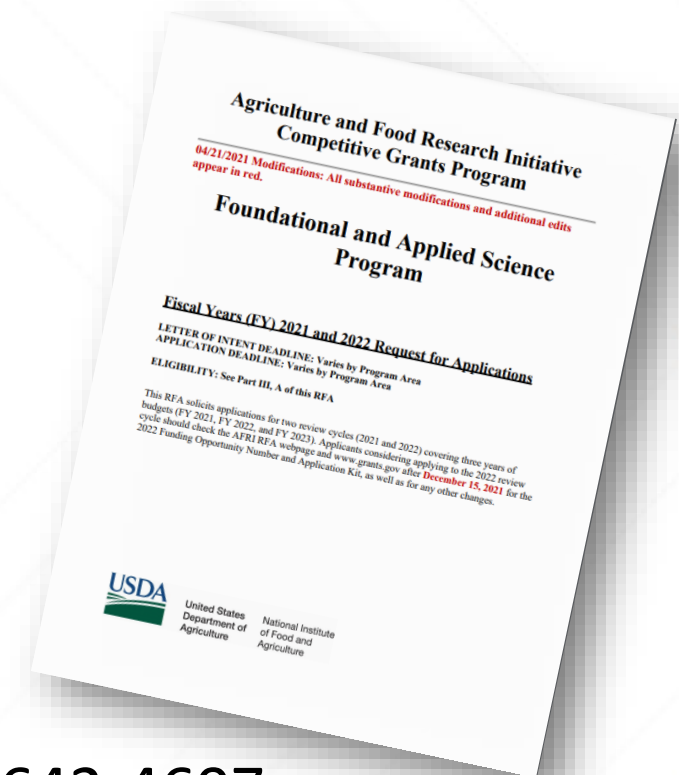 Agriculture and Food Research Initiative
Competitive Grants Program
04/21/2021 Modifications: All substantive modifications and additional edits
appear in red.
Foundational and Applied Science
Program
Fiscal Years (FY) 2021 and 2022 Request for Applications
LETTER OF INTENT DEADLINE: Varies by Program Area
APPLICATION DEADLINE: Varies by Program Area
ELIGIBILITY: See Part III, A of this RFA
This RFA solicits applications for two review cycles (2021 and 2022) covering three years of
budgets (FY 2021, FY 2022, and FY 2023). Applicants considering applying to the 2022 review
cycle should check the AFRI RFA webpage and www.grants.gov after December 15, 2021 for the
2022 Funding Opportunity Number and Application Kit, as well as for any other changes.
USDA
United States
Department of
Agriculture
National Institute
of Food and
Agriculture